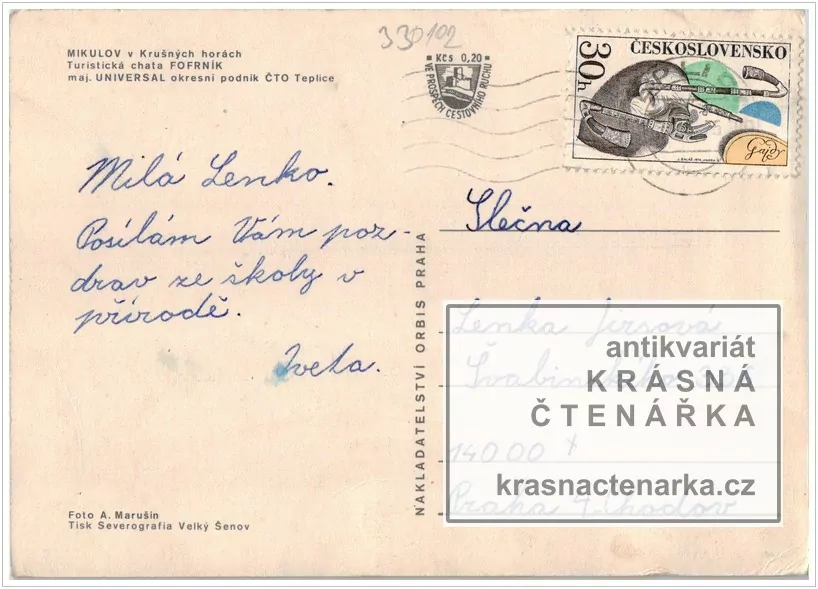 330102
MIKULOV v Krušných horách
Turistická chata FOFRNÍK
maj. UNIVERSAL okresní podnik ČTO Teplice
Kčs 0,20
VE PROSPĚCH CESTOVNÍHO RUCHU
ČESKOSLOVENSKO
30h
Gajdy
Milá Lenko.
Posílám Vám poz-
drav ze školy v
přírodě.
Iveta.
NAKLADATELSTVÍ ORBIS PRAHA
Slečna
Lenka Jirsová
antikvariát
KRÁSNÁ
ČTENÁŘKA
140 00
krasnactenarka.cz
Praha 4 Chodov
Foto A. Marušin
Tisk Severografia Velký Šenov